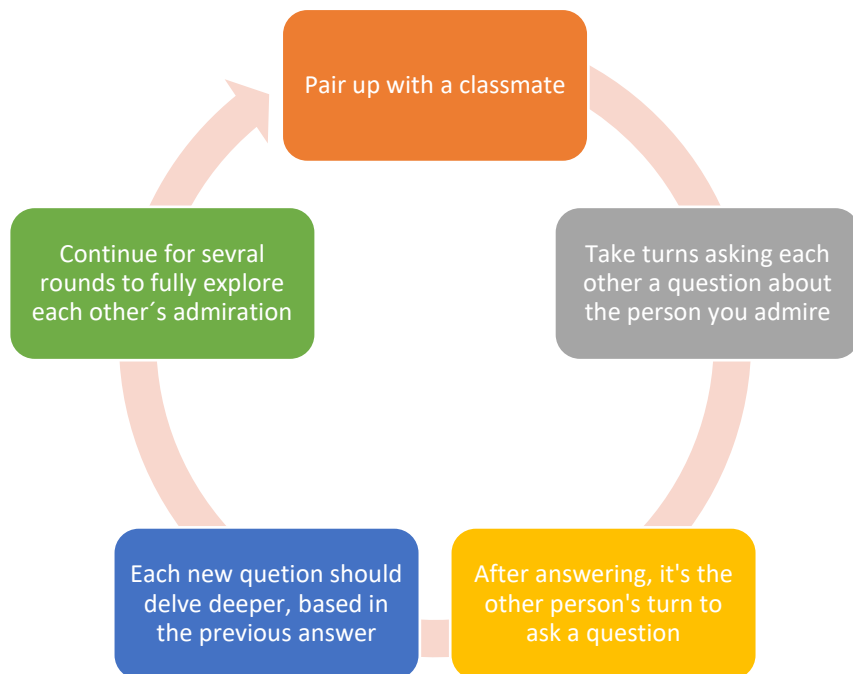 Pair up with a classmate
Take turns asking each
other a question about
the person you admire
After answering, it's the
other person's turn to
ask a question
Each new quetion should
delve deeper, based in
the previous answer
Continue for sevral
rounds to fully explore
each other´s admiration